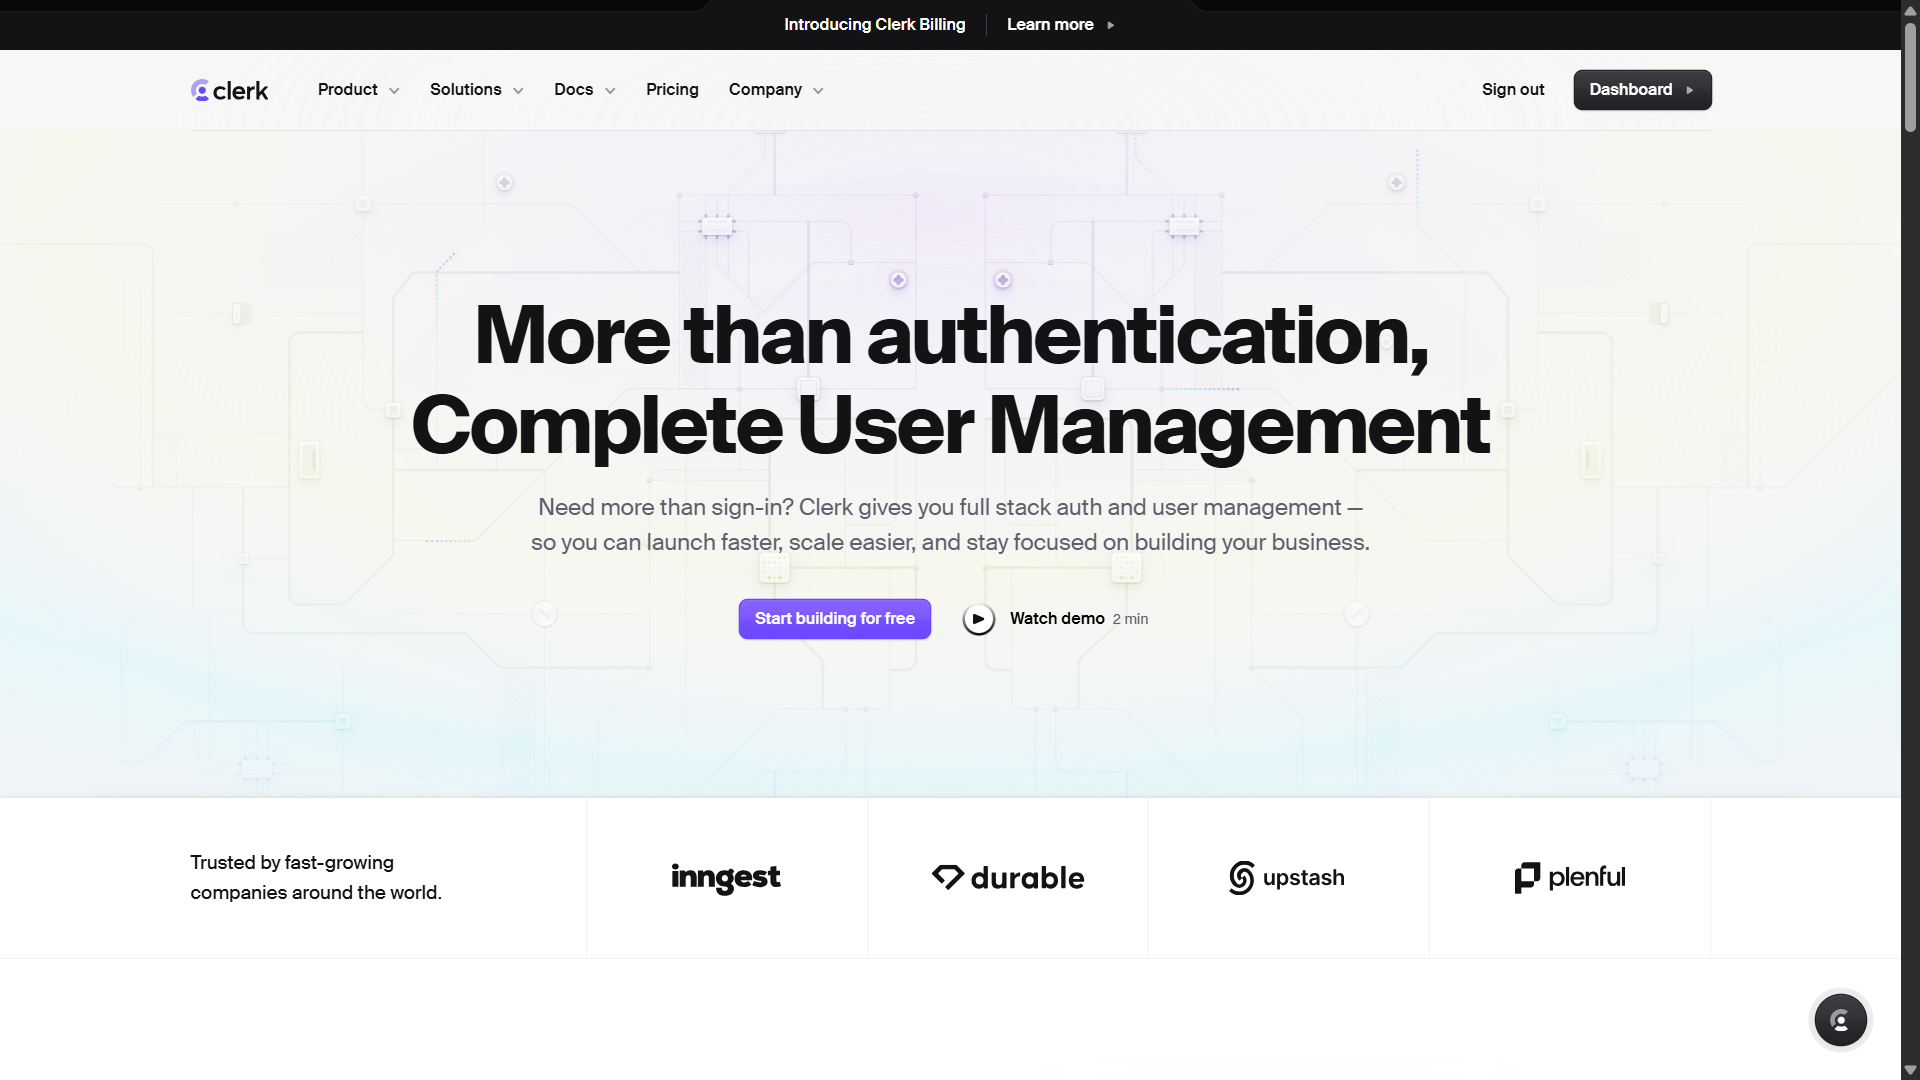 Introducing Clerk Billing
Learn more
clerk
Product
Solutions
Docs
Pricing
Company
Sign out
Dashboard
More than authentication,
Complete User Management
Need more than sign-in? Clerk gives you full stack auth and user management —
so you can launch faster, scale easier, and stay focused on building your business.
Start building for free
Watch demo 2 min
Trusted by fast-growing
companies around the world.
inngest
durable
upstash
plenful